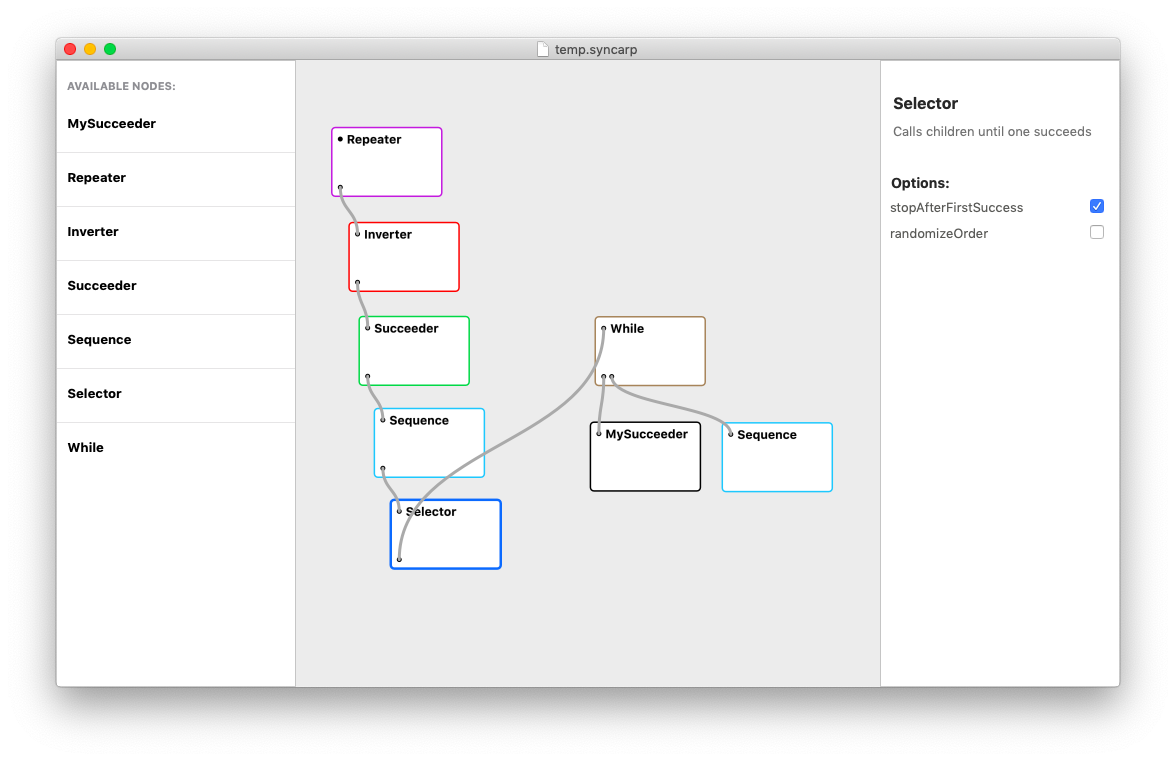 temp.syncarp
AVAILABLE NODES:
MySucceeder
Repeater
Inverter
Succeeder
Sequence
Selector
While
Repeater
Inverter
Succeeder
While
Sequence
MySucceeder
Sequence
Selector
Selector
Calls children until one succeeds
Options:
stopAfterFirstSuccess
randomizeOrder